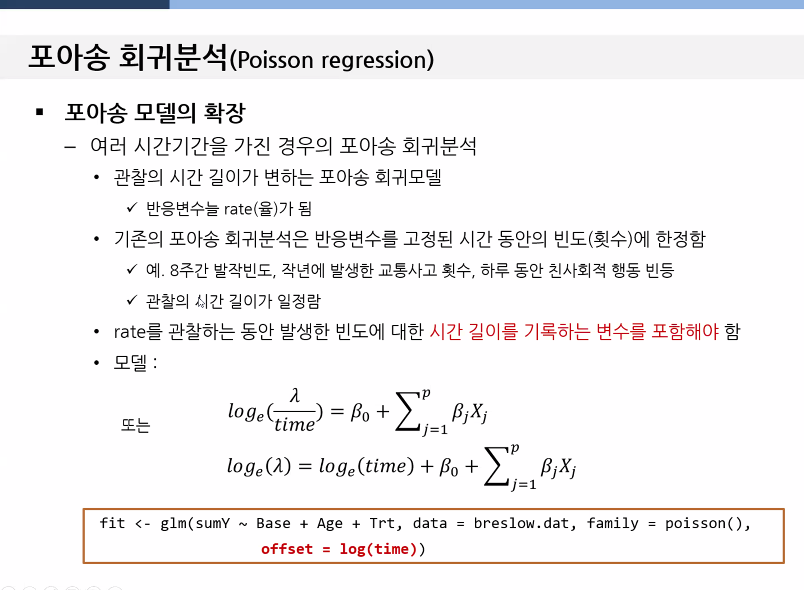 포아송 회귀분석(Poisson regression)
▪ 포아송 모델의 확장
– 여러 시간기간을 가진 경우의 포아송 회귀분석
• 관찰의 시간 길이가 변하는 포아송 회귀모델
✓ 반응변수늘 rate(율)가 됨
• 기존의 포아송 회귀분석은 반응변수를 고정된 시간 동안의 빈도(횟수)에 한정함
✓ 예. 8주간 발작빈도, 작년에 발생한 교통사고 횟수, 하루 동안 친사회적 행동 빈등
✓ 관찰의 시간 길이가 일정람
• rate를 관찰하는 동안 발생한 빈도에 대한 시간 길이를 기록하는 변수를 포함해야 함
• 모델 :
log_e(λ/time) = β_0 + ∑_{j=1}^{p} β_j X_j
또는
log_e(λ) = log_e(time) + β_0 + ∑_{j=1}^{p} β_j X_j
fit <- glm(sumY ~ Base + Age + Trt, data = breslow.dat, family = poisson(),
offset = log(time))